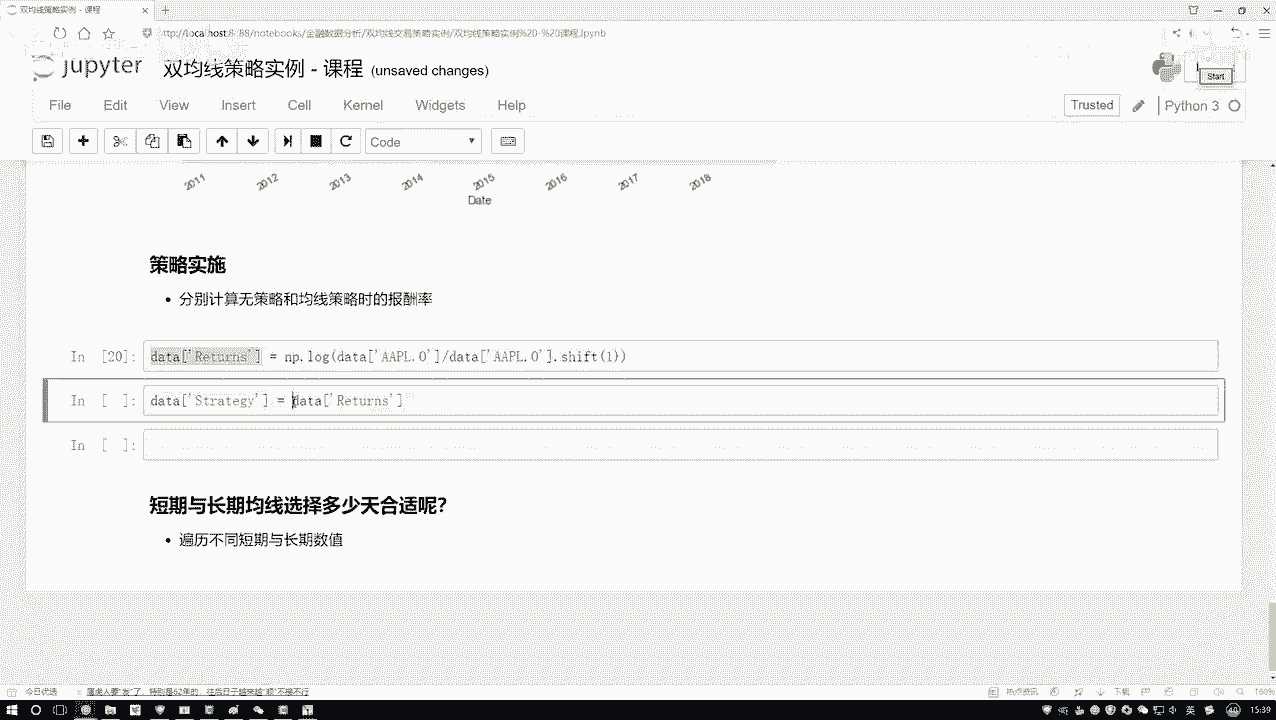 双均线策略实例 - 课程
ttp://localhost:8888/notebooks/金融数据分析/双均线交易策略实例/双均线策略实例%20-%20课程.ipynb
jupyter 双均线策略实例 - 课程 (unsaved changes)
Start
File Edit View Insert Cell Kernel Widgets Help
Trusted Python 3
Code
2011 2012 2013 2014 2015 2016 2017 2018
Date
策略实施
分别计算无策略和均线策略时的报酬率
In [20]: data['Returns'] = np.log(data['AAPL.O']/data['AAPL.O'].shift(1))
In [ ]: data['Strategy'] = data['Returns']
In [ ]:
短期与长期均线选择多少天合适呢?
遍历不同短期与长期数值
今日优选
热点资讯 下载 160%
英 15:39